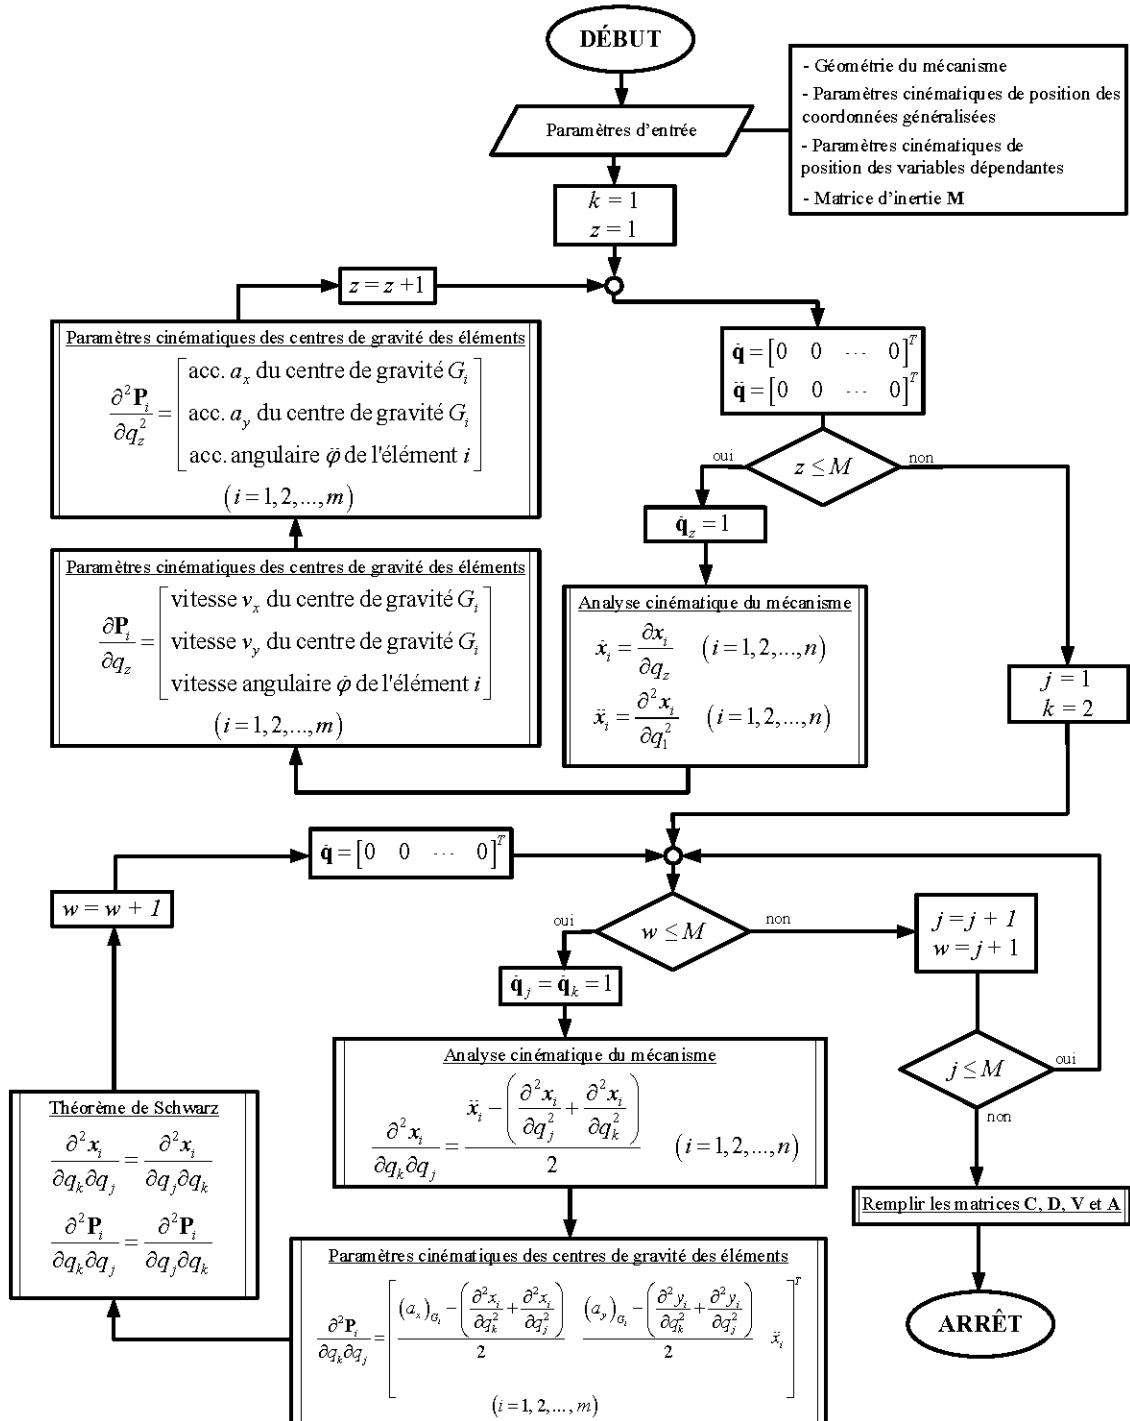 DÉBUT
Paramètres d'entrée
- Géométrie du mécanisme
- Paramètres cinématiques de position des
coordonnées généralisées
- Paramètres cinématiques de
position des variables dépendantes
- Matrice d'inertie M
k = 1
z = 1
z = z +1
q̇ = [0 0 ⋯ 0]^T
q̈ = [0 0 ⋯ 0]^T
z ≤ M
oui
non
q̇_z = 1
Analyse cinématique du mécanisme
ẋ_i = ∂x_i / ∂q_z (i = 1, 2, ..., n)
ẍ_i = ∂²x_i / ∂q_1² (i = 1, 2, ..., n)
Paramètres cinématiques des centres de gravité des éléments
∂P_i / ∂q_z = [vitesse v_x du centre de gravité G_i
vitesse v_y du centre de gravité G_i
vitesse angulaire φ̇ de l'élément i]
(i = 1, 2, ..., m)
Paramètres cinématiques des centres de gravité des éléments
∂²P_i / ∂q_z² = [acc. a_x du centre de gravité G_i
acc. a_y du centre de gravité G_i
acc. angulaire φ̈ de l'élément i]
(i = 1, 2, ..., m)
j = 1
k = 2
q̇ = [0 0 ⋯ 0]^T
w = w + 1
w ≤ M
oui
non
j = j + 1
w = j + 1
j ≤ M
oui
non
q̇_j = q̇_k = 1
Analyse cinématique du mécanisme
∂²x_i / ∂q_k∂q_j = (ẍ_i − (∂²x_i / ∂q_j² + ∂²x_i / ∂q_k²)) / 2 (i = 1, 2, ..., n)
Paramètres cinématiques des centres de gravité des éléments
∂²P_i / ∂q_k∂q_j = [((a_x)_{G_i} − (∂²x_i / ∂q_k² + ∂²x_i / ∂q_j²)) / 2 ((a_y)_{G_i} − (∂²y_i / ∂q_k² + ∂²y_i / ∂q_j²)) / 2 ẍ_i]^T
(i = 1, 2, ..., m)
Théorème de Schwarz
∂²x_i / ∂q_k∂q_j = ∂²x_i / ∂q_j∂q_k
∂²P_i / ∂q_k∂q_j = ∂²P_i / ∂q_j∂q_k
Remplir les matrices C, D, V et A
ARRÊT